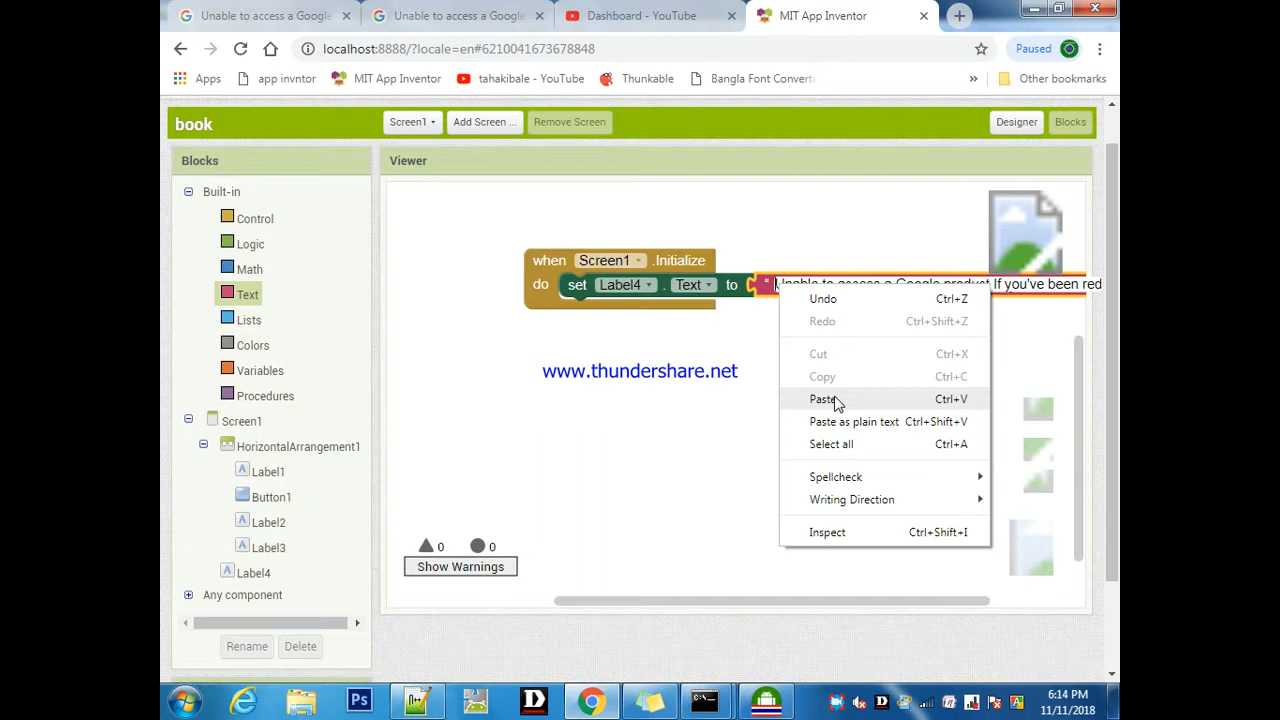 Unable to access a Google
Unable to access a Google
Dashboard - YouTube
MIT App Inventor
localhost:8888/?locale=en#6210041673678848
Paused
Apps
app invntor
MIT App Inventor
tahakibale - YouTube
Thunkable
Bangla Font Convert
»
Other bookmarks
book
Screen1
Add Screen ...
Remove Screen
Designer
Blocks
Blocks
Viewer
Built-in
Control
Logic
Math
Text
Lists
Colors
Variables
Procedures
Screen1
HorizontalArrangement1
Label1
Button1
Label2
Label3
Label4
Any component
Rename
Delete
when Screen1 .Initialize
do set Label4 . Text to " Unable to access a Google product If you've been red
www.thundershare.net
Undo Ctrl+Z
Redo Ctrl+Shift+Z
Cut Ctrl+X
Copy Ctrl+C
Paste Ctrl+V
Paste as plain text Ctrl+Shift+V
Select all Ctrl+A
Spellcheck
Writing Direction
Inspect Ctrl+Shift+I
0 0
Show Warnings
Ps
D
D
A
6:14 PM
11/11/2018